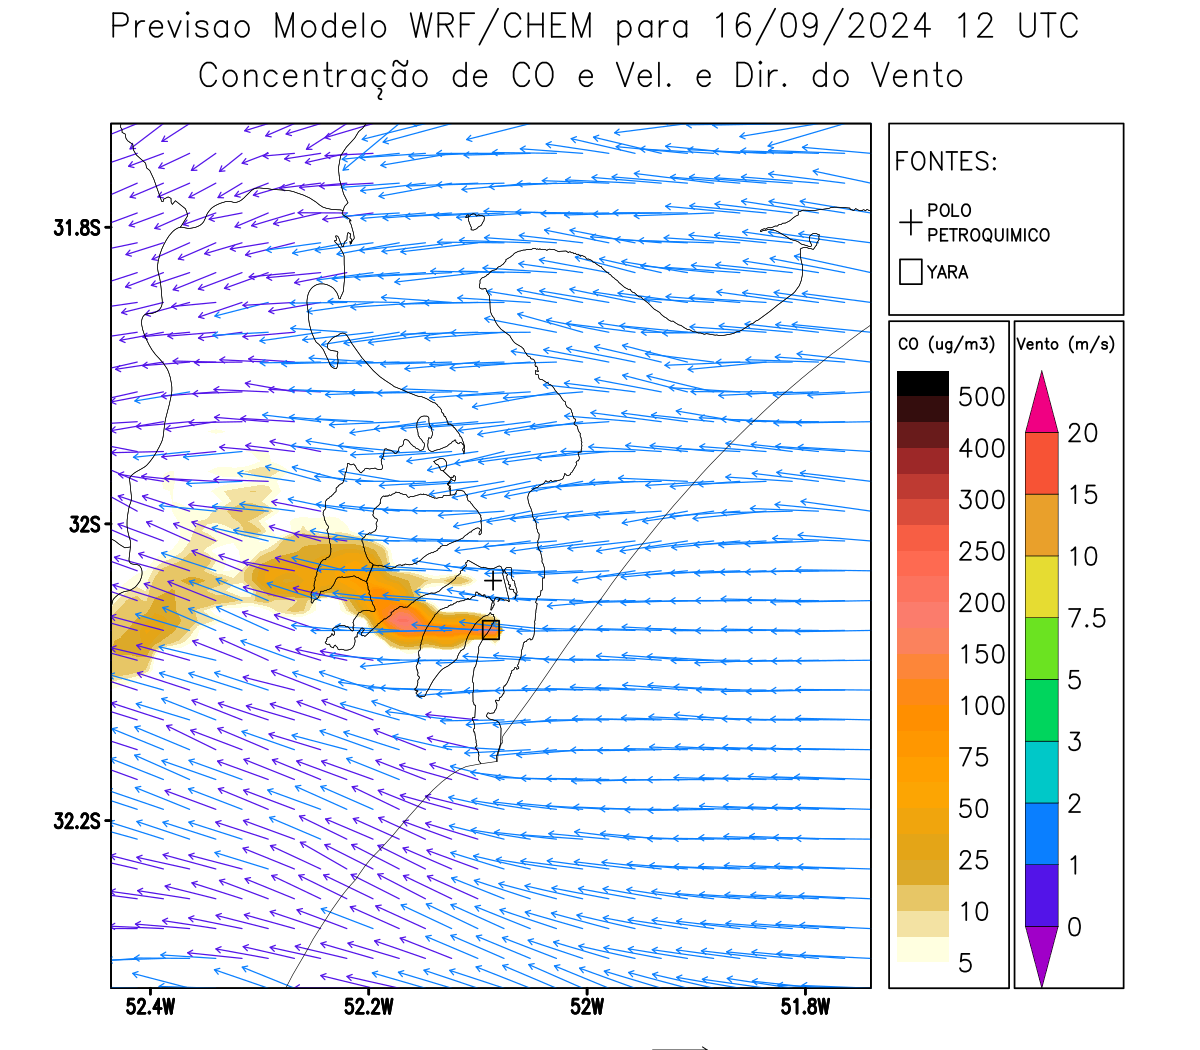 Previsao Modelo WRF/CHEM para 16/09/2024 12 UTC
Concentração de CO e Vel. e Dir. do Vento
FONTES:
POLO
PETROQUIMICO
YARA
31.8S
32S
32.2S
52.4W
52.2W
52W
51.8W
CO (ug/m3)
500
400
300
250
200
150
100
75
50
25
10
5
Vento (m/s)
20
15
10
7.5
5
3
2
1
0